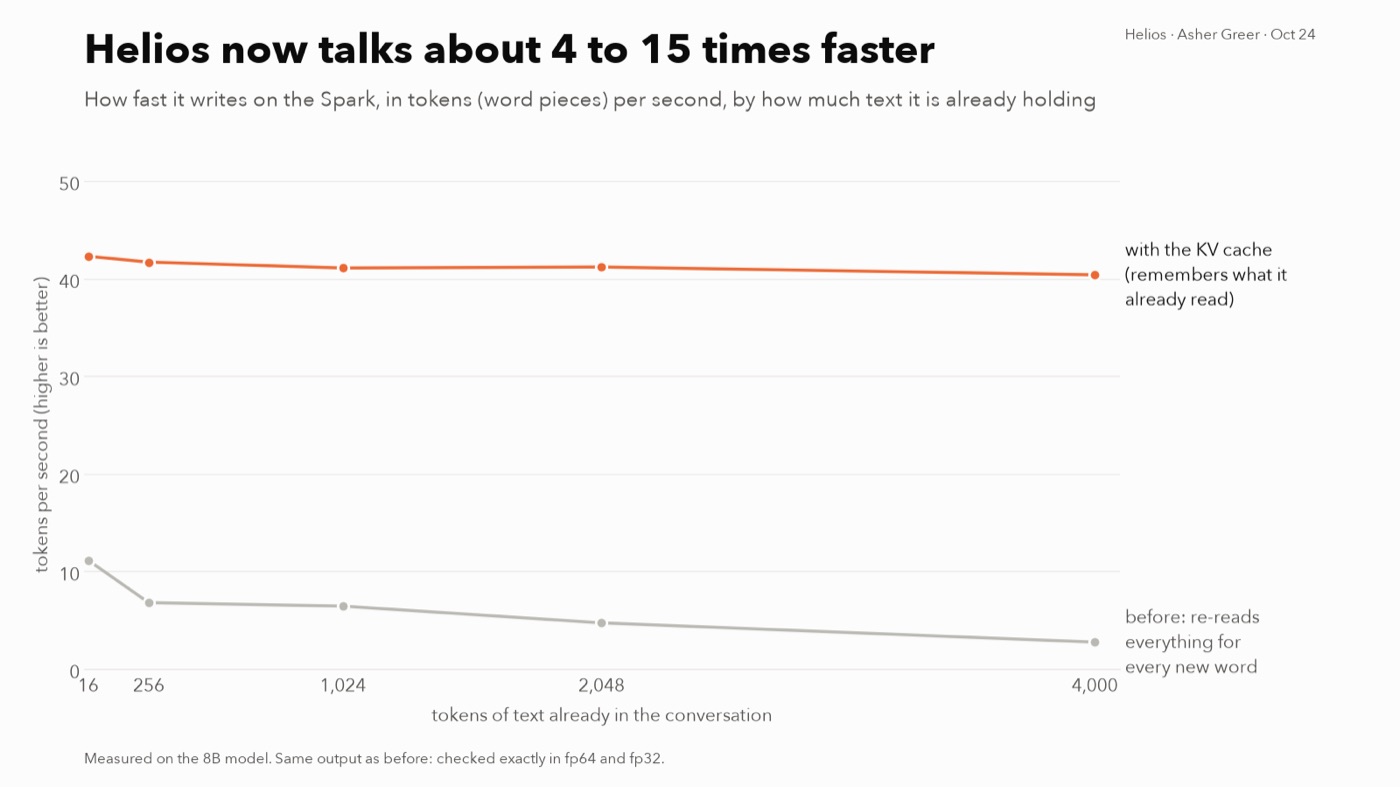 Helios now talks about 4 to 15 times faster
Helios · Asher Greer · Oct 24
How fast it writes on the Spark, in tokens (word pieces) per second, by how much text it is already holding
tokens per second (higher is better)
50
40
30
20
10
0
with the KV cache
(remembers what it
already read)
before: re-reads
everything for
every new word
16 256 1,024 2,048 4,000
tokens of text already in the conversation
Measured on the 8B model. Same output as before: checked exactly in fp64 and fp32.